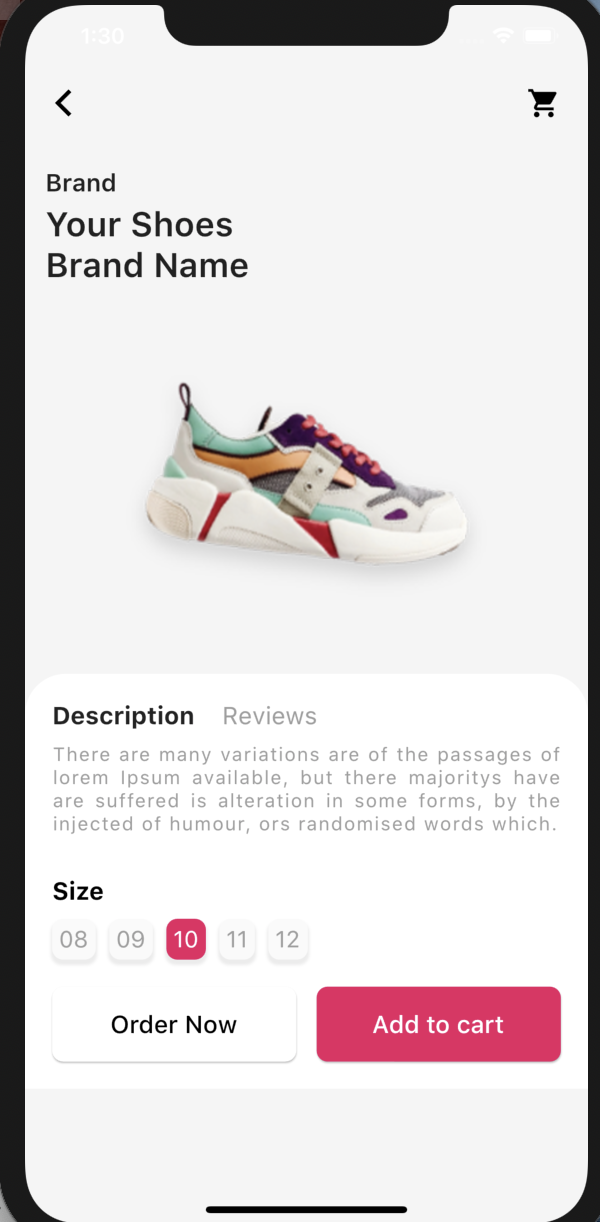 1:30
Brand
Your Shoes
Brand Name
Description Reviews
There are many variations are of the passages of
lorem Ipsum available, but there majoritys have
are suffered is alteration in some forms, by the
injected of humour, ors randomised words which.
Size
08 09 10 11 12
Order Now Add to cart